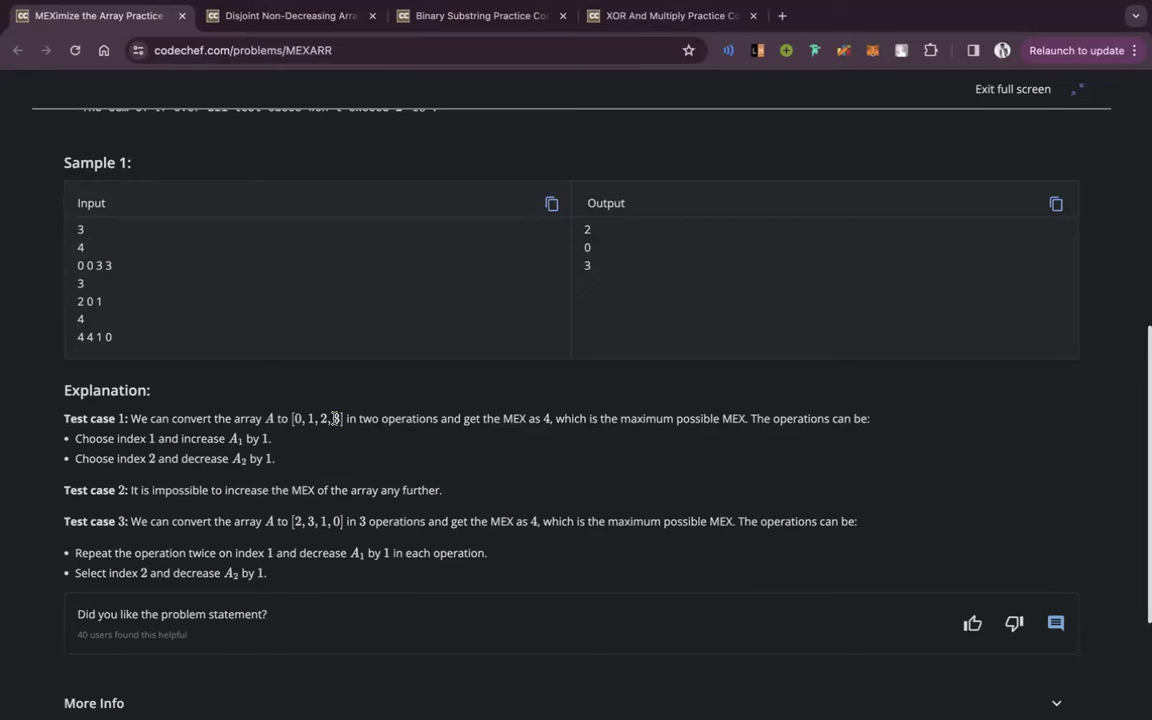 MEXimize the Array Practice
Disjoint Non-Decreasing Arra
Binary Substring Practice Co
XOR And Multiply Practice Co
codechef.com/problems/MEXARR
Relaunch to update
Exit full screen
Sample 1:
Input
Output
3
4
0 0 3 3
3
2 0 1
4
4 4 1 0
2
0
3
Explanation:
Test case 1: We can convert the array A to [0, 1, 2, 3] in two operations and get the MEX as 4, which is the maximum possible MEX. The operations can be:
• Choose index 1 and increase A₁ by 1.
• Choose index 2 and decrease A₂ by 1.
Test case 2: It is impossible to increase the MEX of the array any further.
Test case 3: We can convert the array A to [2, 3, 1, 0] in 3 operations and get the MEX as 4, which is the maximum possible MEX. The operations can be:
• Repeat the operation twice on index 1 and decrease A₁ by 1 in each operation.
• Select index 2 and decrease A₂ by 1.
Did you like the problem statement?
40 users found this helpful
More Info